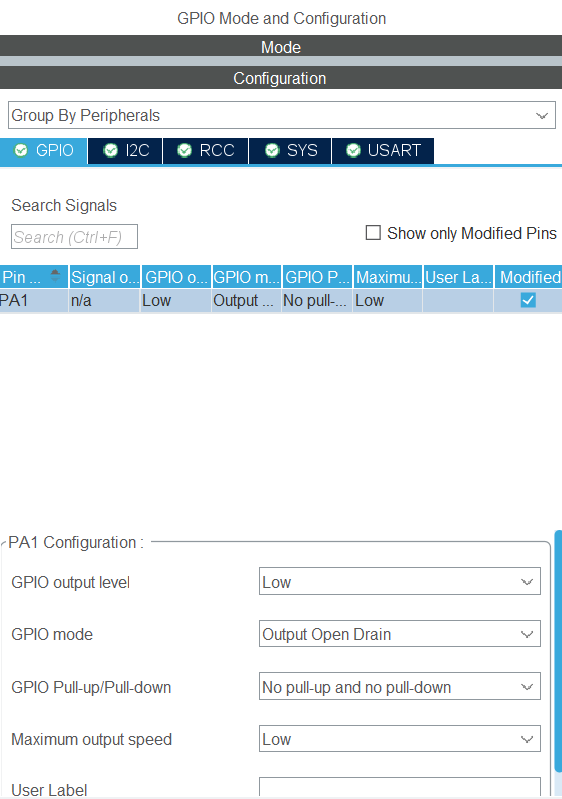 GPIO Mode and Configuration
Mode
Configuration
Group By Peripherals
GPIO I2C RCC SYS USART
Search Signals
Search (Ctrl+F)
Show only Modified Pins
Pin ... Signal o... GPIO o... GPIO m... GPIO P... Maximu... User La... Modified
PA1 n/a Low Output ... No pull-... Low
PA1 Configuration :
GPIO output level Low
GPIO mode Output Open Drain
GPIO Pull-up/Pull-down No pull-up and no pull-down
Maximum output speed Low
User Label